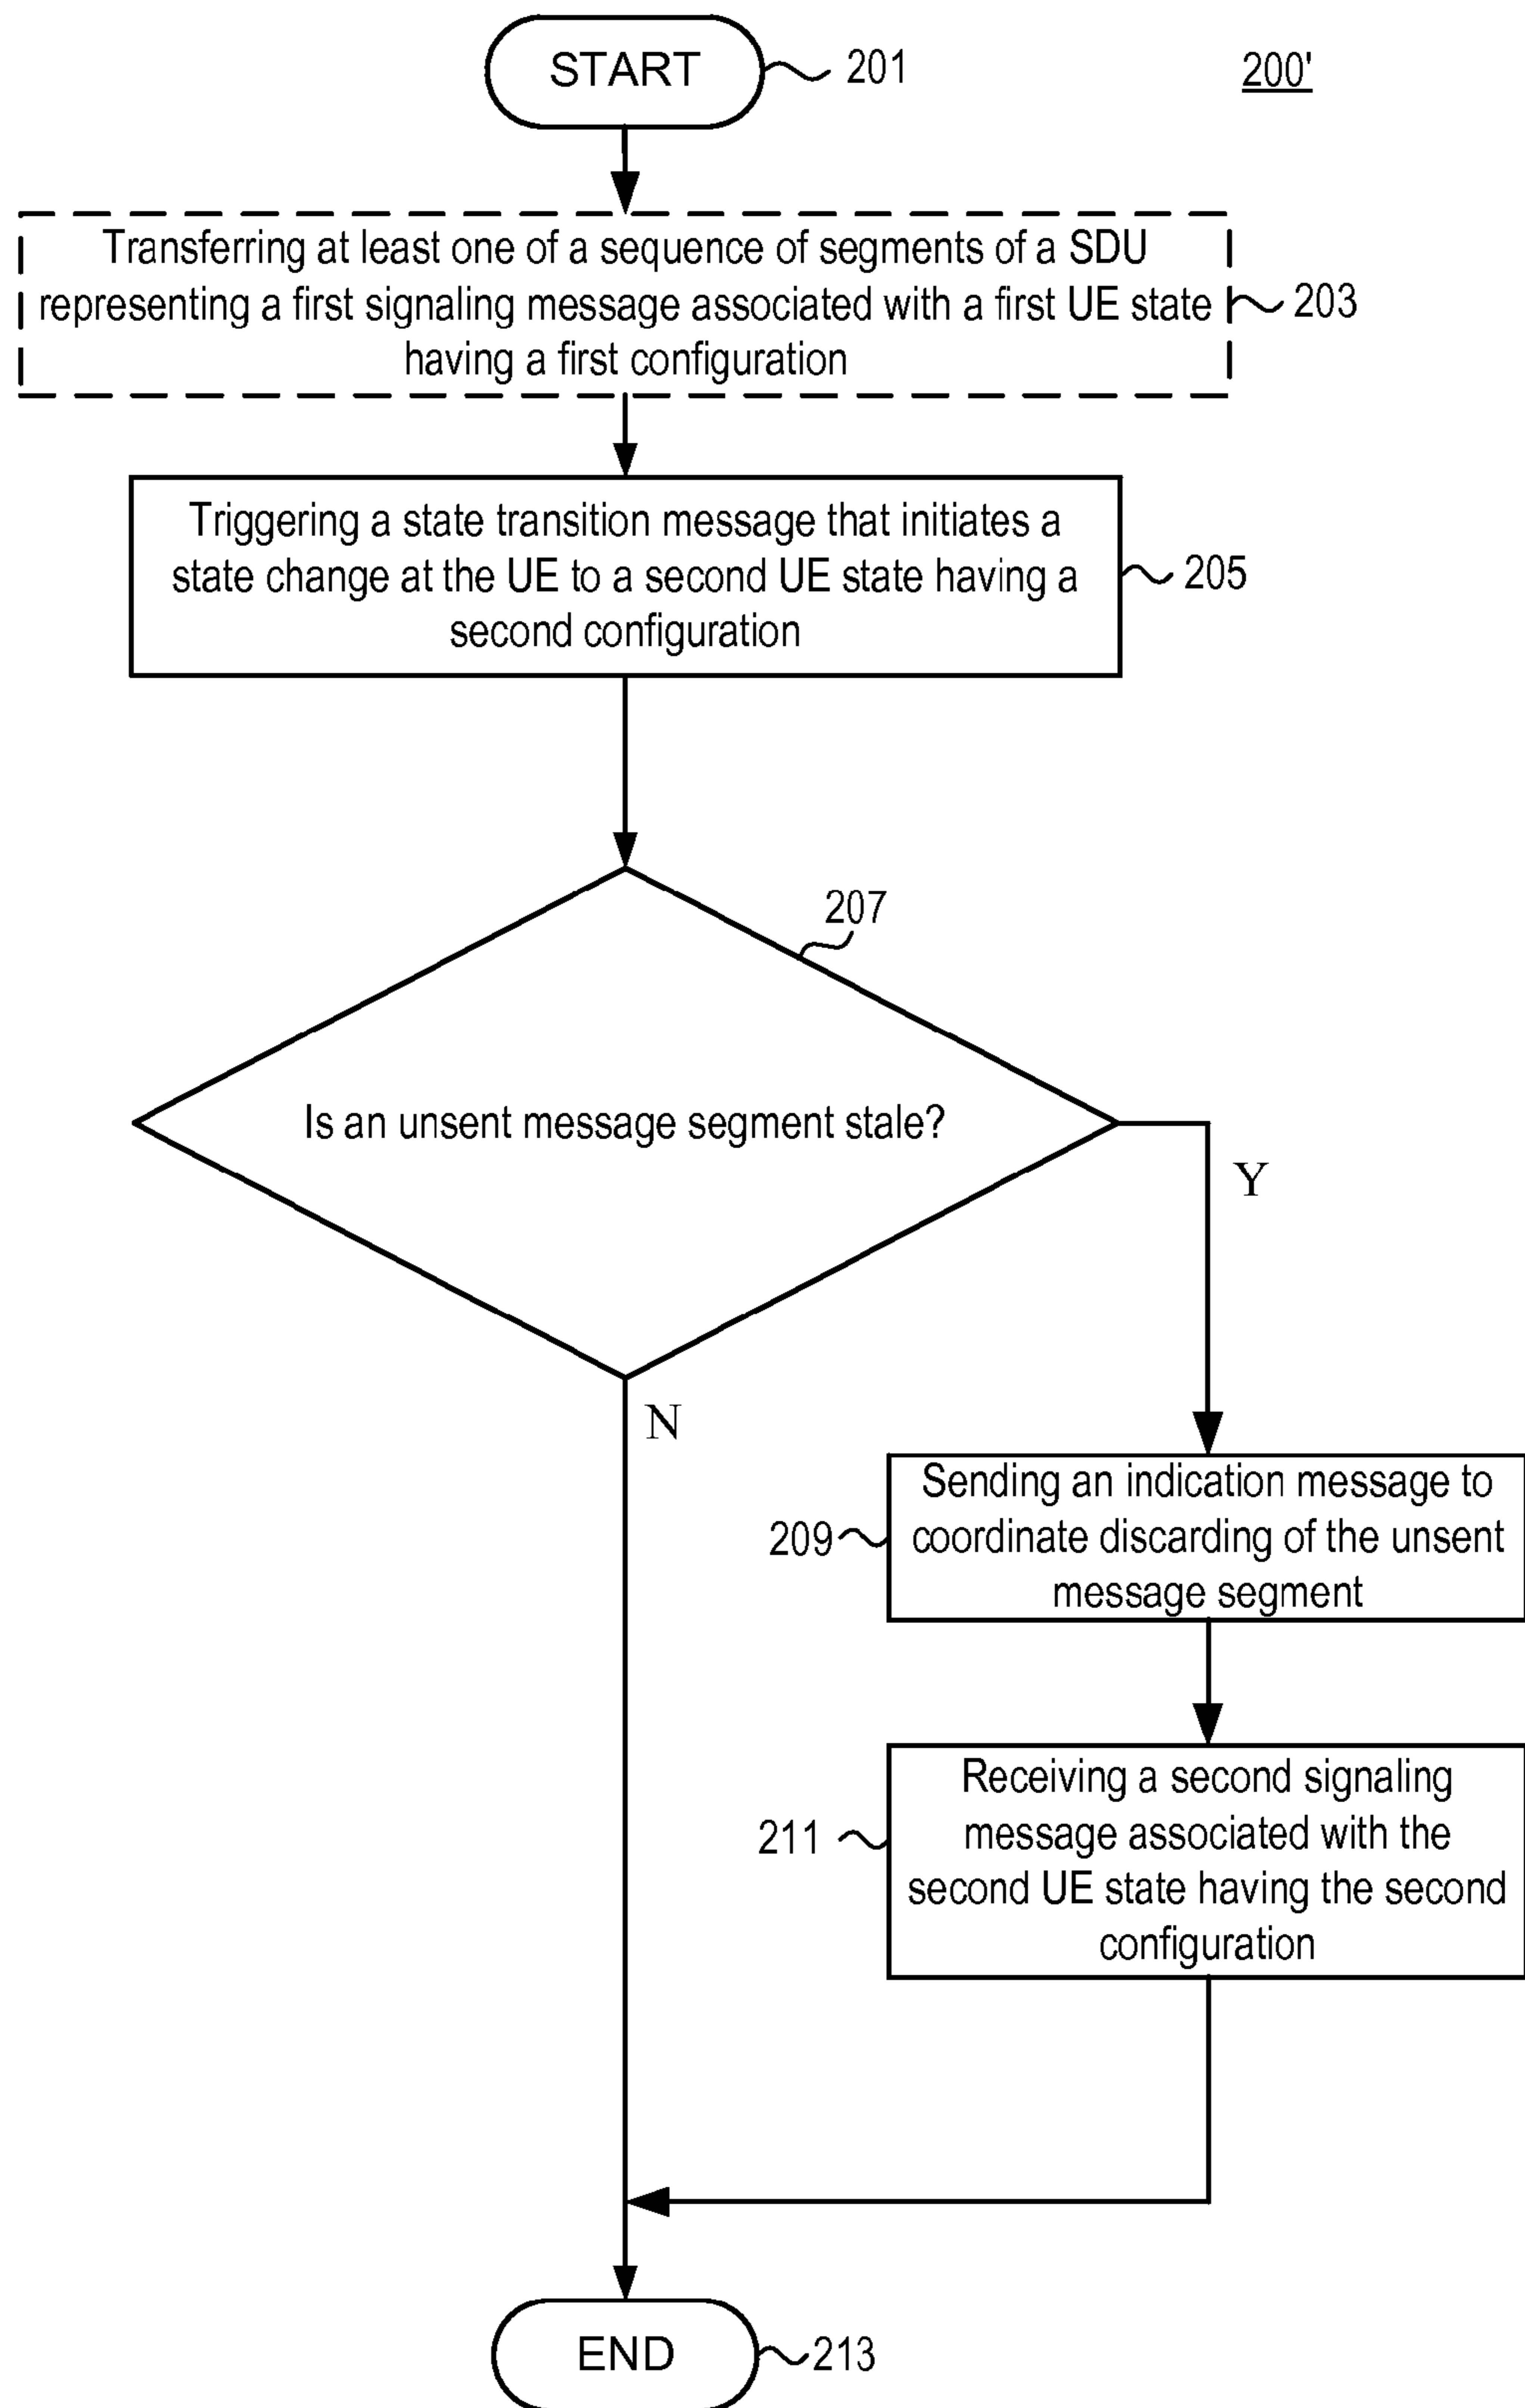 START
201
200'
Transferring at least one of a sequence of segments of a SDU
representing a first signaling message associated with a first UE state
having a first configuration
203
Triggering a state transition message that initiates a
state change at the UE to a second UE state having a
second configuration
205
207
Is an unsent message segment stale?
Y
N
Sending an indication message to
coordinate discarding of the unsent
message segment
209
Receiving a second signaling
message associated with the
second UE state having the second
configuration
211
END
213